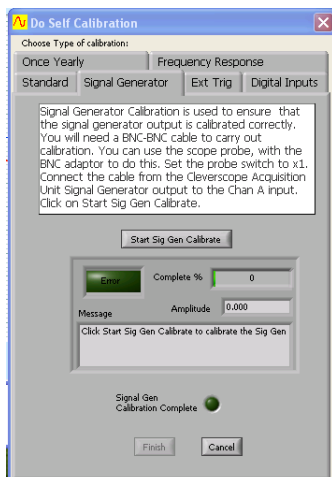 Do Self Calibration
Choose Type of calibration:
Once Yearly
Frequency Response
Standard
Signal Generator
Ext Trig
Digital Inputs
Signal Generator Calibration is used to ensure that
the signal generator output is calibrated correctly.
You will need a BNC-BNC cable to carry out
calibration. You can use the scope probe, with the
BNC adaptor to do this. Set the probe switch to x1.
Connect the cable from the Cleverscope Acquisition
Unit Signal Generator output to the Chan A input.
Click on Start Sig Gen Calibrate.
Start Sig Gen Calibrate
Error
Complete %
0
Amplitude
0.000
Message
Click Start Sig Gen Calibrate to calibrate the Sig Gen
Signal Gen
Calibration Complete
Finish
Cancel